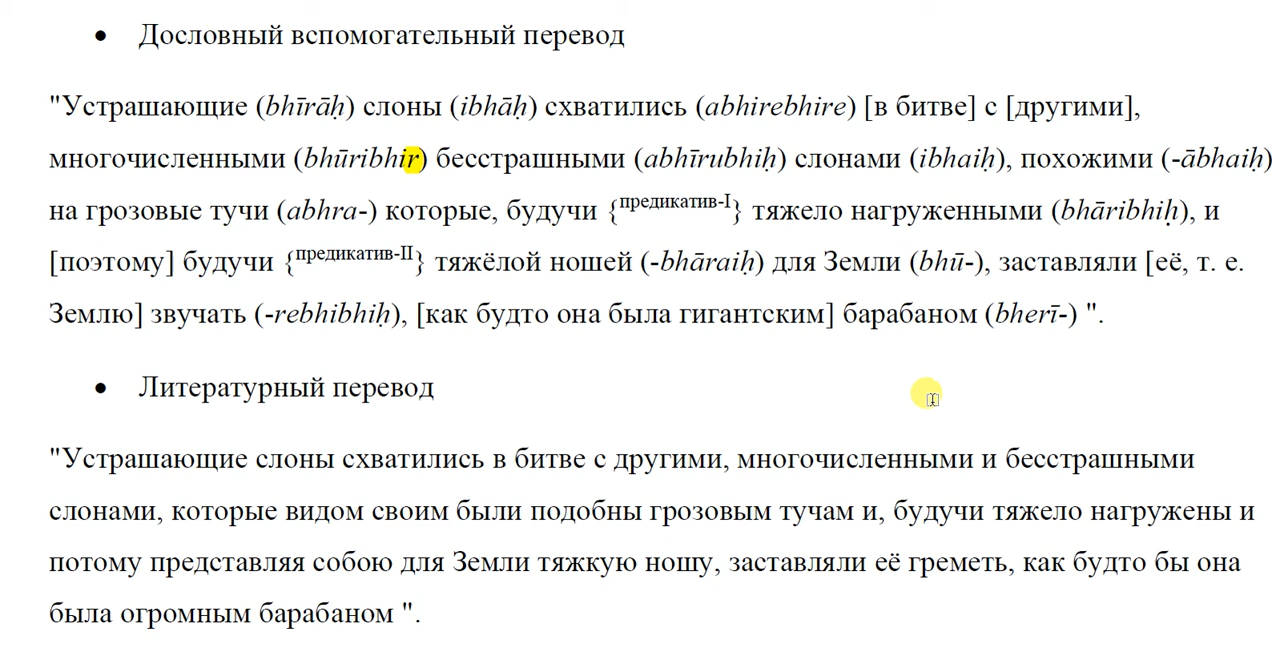 • Дословный вспомогательный перевод
"Устрашающие (bhīrāḥ) слоны (ibhāḥ) схватились (abhirebhire) [в битве] с [другими],
многочисленными (bhūribhir) бесстрашными (abhīrubhiḥ) слонами (ibhaiḥ), похожими (-ābhaiḥ)
на грозовые тучи (abhra-) которые, будучи {предикатив-I} тяжело нагруженными (bhāribhiḥ), и
[поэтому] будучи {предикатив-II} тяжёлой ношей (-bhāraiḥ) для Земли (bhū-), заставляли [её, т. е.
Землю] звучать (-rebhibhiḥ), [как будто она была гигантским] барабаном (bherī-) ".
• Литературный перевод
"Устрашающие слоны схватились в битве с другими, многочисленными и бесстрашными
слонами, которые видом своим были подобны грозовым тучам и, будучи тяжело нагружены и
потому представляя собою для Земли тяжкую ношу, заставляли её греметь, как будто бы она
была огромным барабаном ".